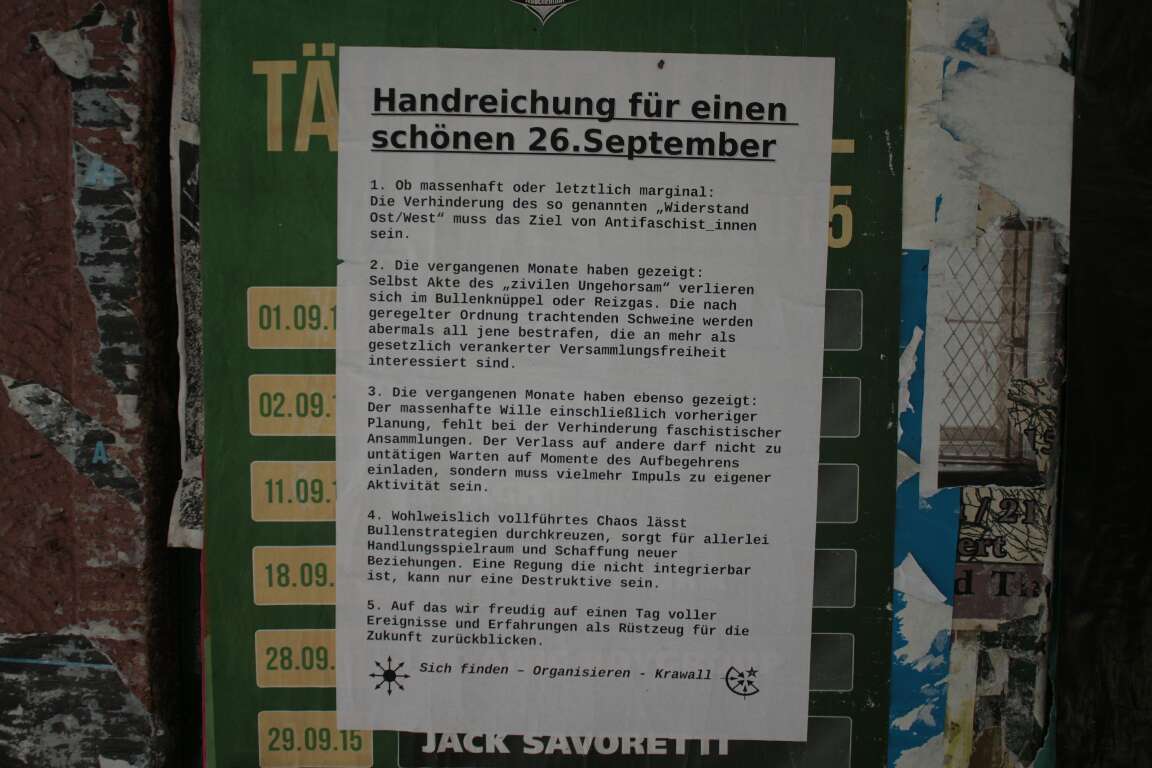 TÄ
Handreichung für einen
schönen 26.September
5
1. Ob massenhaft oder letztlich marginal:
Die Verhinderung des so genannten „Widerstand
Ost/West“ muss das Ziel von Antifaschist_innen
sein.
2. Die vergangenen Monate haben gezeigt:
Selbst Akte des „zivilen Ungehorsam“ verlieren
sich im Bullenknüppel oder Reizgas. Die nach
geregelter Ordnung trachtenden Schweine werden
abermals all jene bestrafen, die an mehr als
gesetzlich verankerter Versammlungsfreiheit
interessiert sind.
3. Die vergangenen Monate haben ebenso gezeigt:
Der massenhafte Wille einschließlich vorheriger
Planung, fehlt bei der Verhinderung faschistischer
Ansammlungen. Der Verlass auf andere darf nicht zu
untätigen Warten auf Momente des Aufbegehrens
einladen, sondern muss vielmehr Impuls zu eigener
Aktivität sein.
4. Wohlweislich vollführtes Chaos lässt
Bullenstrategien durchkreuzen, sorgt für allerlei
Handlungsspielraum und Schaffung neuer
Beziehungen. Eine Regung die nicht integrierbar
ist, kann nur eine Destruktive sein.
5. Auf das wir freudig auf einen Tag voller
Ereignisse und Erfahrungen als Rüstzeug für die
Zukunft zurückblicken.
Sich finden – Organisieren - Krawall
01.09.1
02.09.
11.09.
18.09.
28.09.
29.09.15
JACK SAVORETTI
A
A
/21
ert